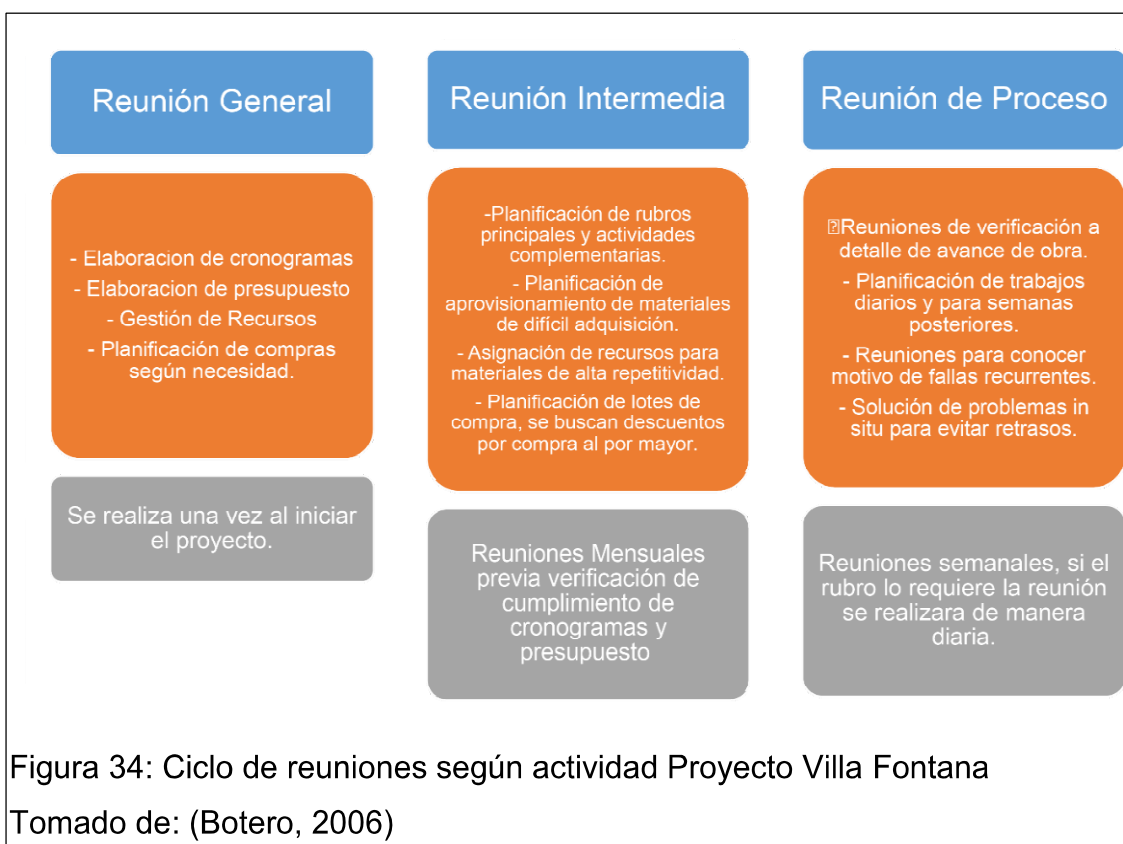 Reunión General
- Elaboracion de cronogramas
- Elaboracion de presupuesto
- Gestión de Recursos
- Planificación de compras
según necesidad.
Se realiza una vez al iniciar
el proyecto.
Reunión Intermedia
-Planificación de rubros
principales y actividades
complementarias.
- Planificación de
aprovisionamiento de materiales
de difícil adquisición.
- Asignación de recursos para
materiales de alta repetitividad.
- Planificación de lotes de
compra, se buscan descuentos
por compra al por mayor.
Reuniones Mensuales
previa verificación de
cumplimiento de
cronogramas y
presupuesto
Reunión de Proceso
⍰Reuniones de verificación a
detalle de avance de obra.
- Planificación de trabajos
diarios y para semanas
posteriores.
- Reuniones para conocer
motivo de fallas recurrentes.
- Solución de problemas in
situ para evitar retrasos.
Reuniones semanales, si el
rubro lo requiere la reunión
se realizara de manera
diaria.
Figura 34: Ciclo de reuniones según actividad Proyecto Villa Fontana
Tomado de: (Botero, 2006)